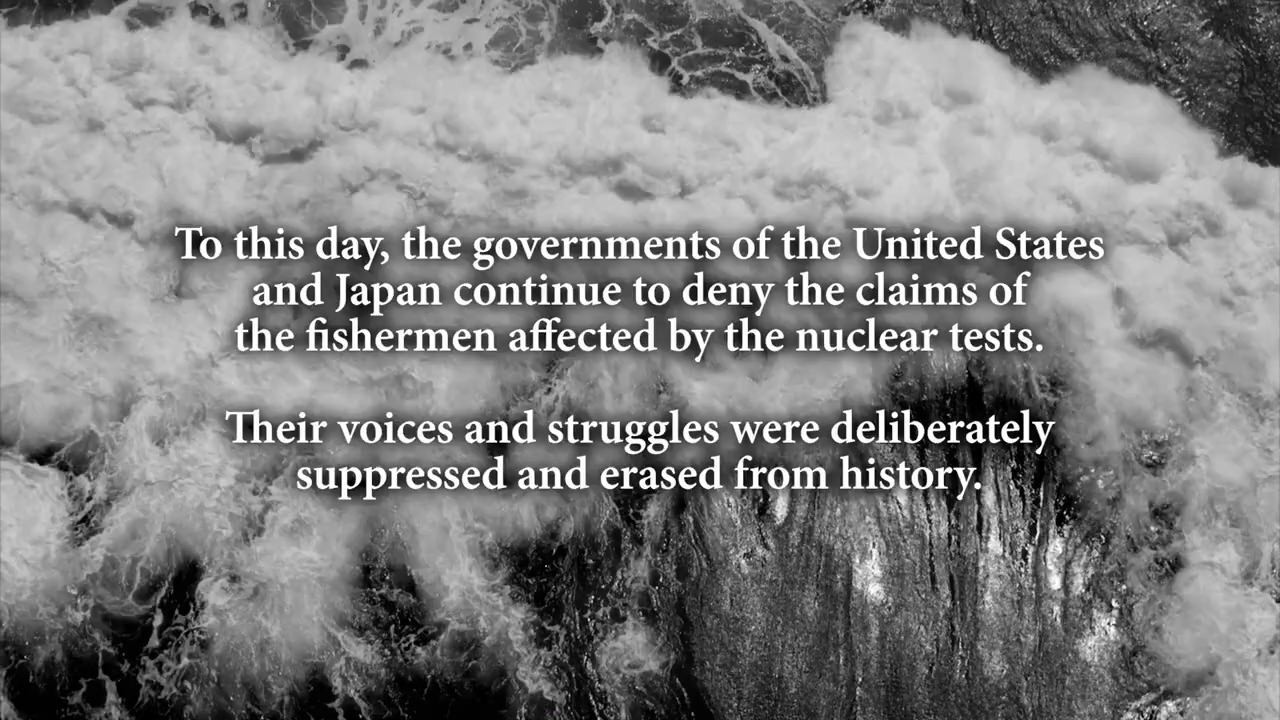 To this day, the governments of the United States
and Japan continue to deny the claims of
the fishermen affected by the nuclear tests.
Their voices and struggles were deliberately
suppressed and erased from history.